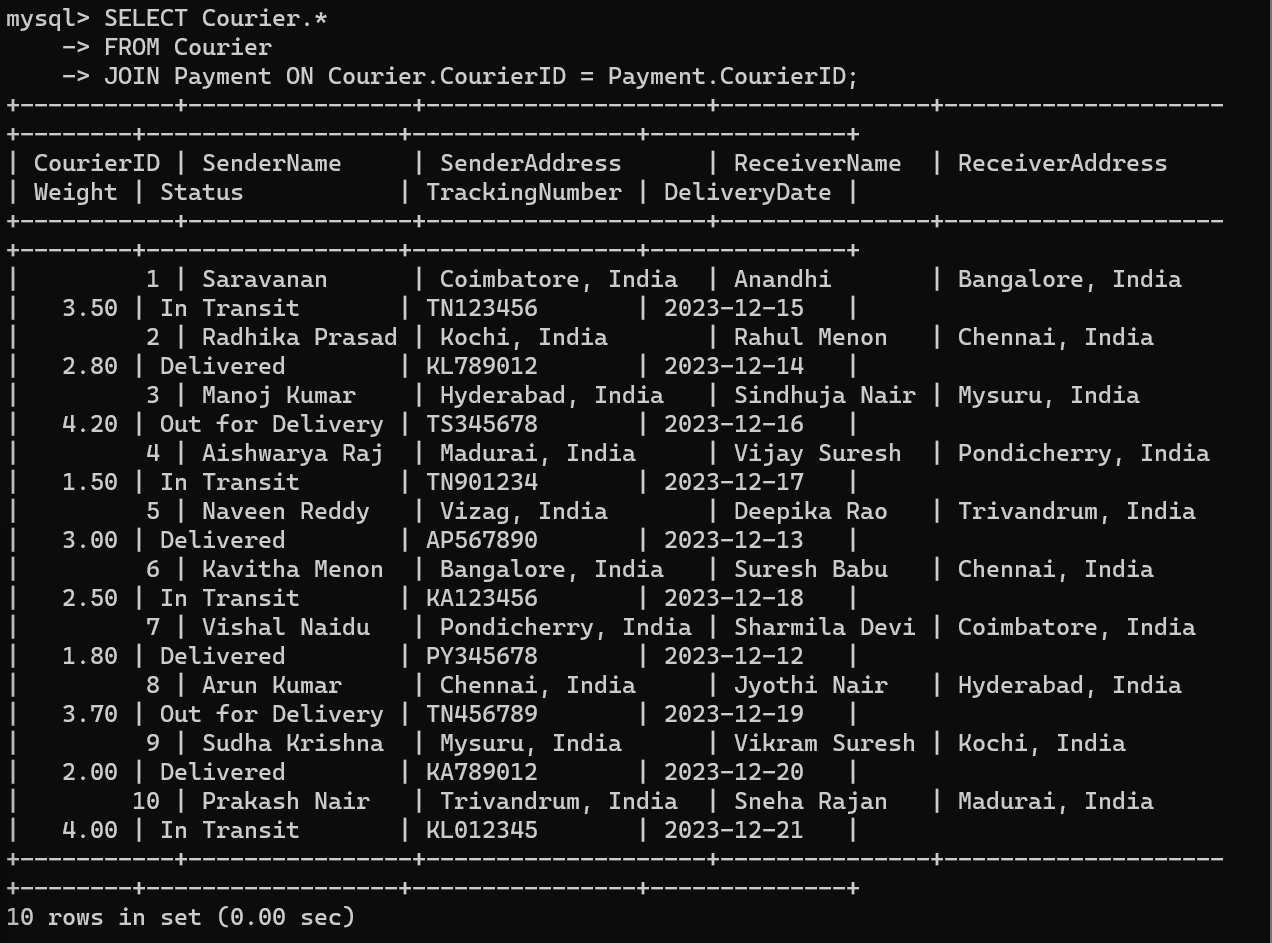 mysql> SELECT Courier.*
    -> FROM Courier
    -> JOIN Payment ON Courier.CourierID = Payment.CourierID;
+-----------+----------------+--------------------+---------------+--------------------
+--------+------------------+----------------+--------------+
| CourierID | SenderName     | SenderAddress      | ReceiverName  | ReceiverAddress
| Weight | Status           | TrackingNumber | DeliveryDate |
+-----------+----------------+--------------------+---------------+--------------------
+--------+------------------+----------------+--------------+
|         1 | Saravanan      | Coimbatore, India  | Anandhi       | Bangalore, India
|   3.50 | In Transit       | TN123456       | 2023-12-15   |
|         2 | Radhika Prasad | Kochi, India       | Rahul Menon   | Chennai, India
|   2.80 | Delivered        | KL789012       | 2023-12-14   |
|         3 | Manoj Kumar    | Hyderabad, India   | Sindhuja Nair | Mysuru, India
|   4.20 | Out for Delivery | TS345678       | 2023-12-16   |
|         4 | Aishwarya Raj  | Madurai, India     | Vijay Suresh  | Pondicherry, India
|   1.50 | In Transit       | TN901234       | 2023-12-17   |
|         5 | Naveen Reddy   | Vizag, India       | Deepika Rao   | Trivandrum, India
|   3.00 | Delivered        | AP567890       | 2023-12-13   |
|         6 | Kavitha Menon  | Bangalore, India   | Suresh Babu   | Chennai, India
|   2.50 | In Transit       | KA123456       | 2023-12-18   |
|         7 | Vishal Naidu   | Pondicherry, India | Sharmila Devi | Coimbatore, India
|   1.80 | Delivered        | PY345678       | 2023-12-12   |
|         8 | Arun Kumar     | Chennai, India     | Jyothi Nair   | Hyderabad, India
|   3.70 | Out for Delivery | TN456789       | 2023-12-19   |
|         9 | Sudha Krishna  | Mysuru, India      | Vikram Suresh | Kochi, India
|   2.00 | Delivered        | KA789012       | 2023-12-20   |
|        10 | Prakash Nair   | Trivandrum, India  | Sneha Rajan   | Madurai, India
|   4.00 | In Transit       | KL012345       | 2023-12-21   |
+-----------+----------------+--------------------+---------------+--------------------
+--------+------------------+----------------+--------------+
10 rows in set (0.00 sec)